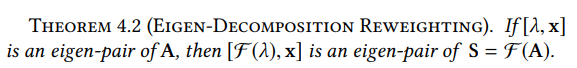 THEOREM 4.2 (EIGEN-DECOMPOSITION REWEIGHTING). If [λ, x]
is an eigen-pair of A, then [ℱ(λ), x] is an eigen-pair of S = ℱ(A).